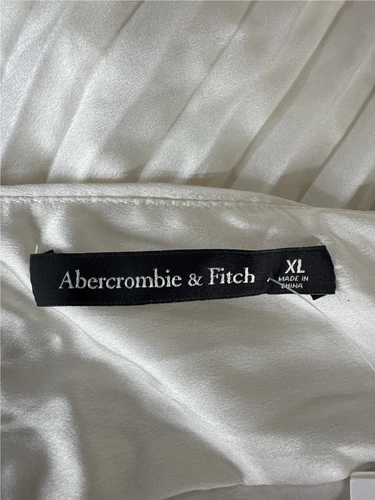 Abercrombie & Fitch
XL
MADE IN
CHINA